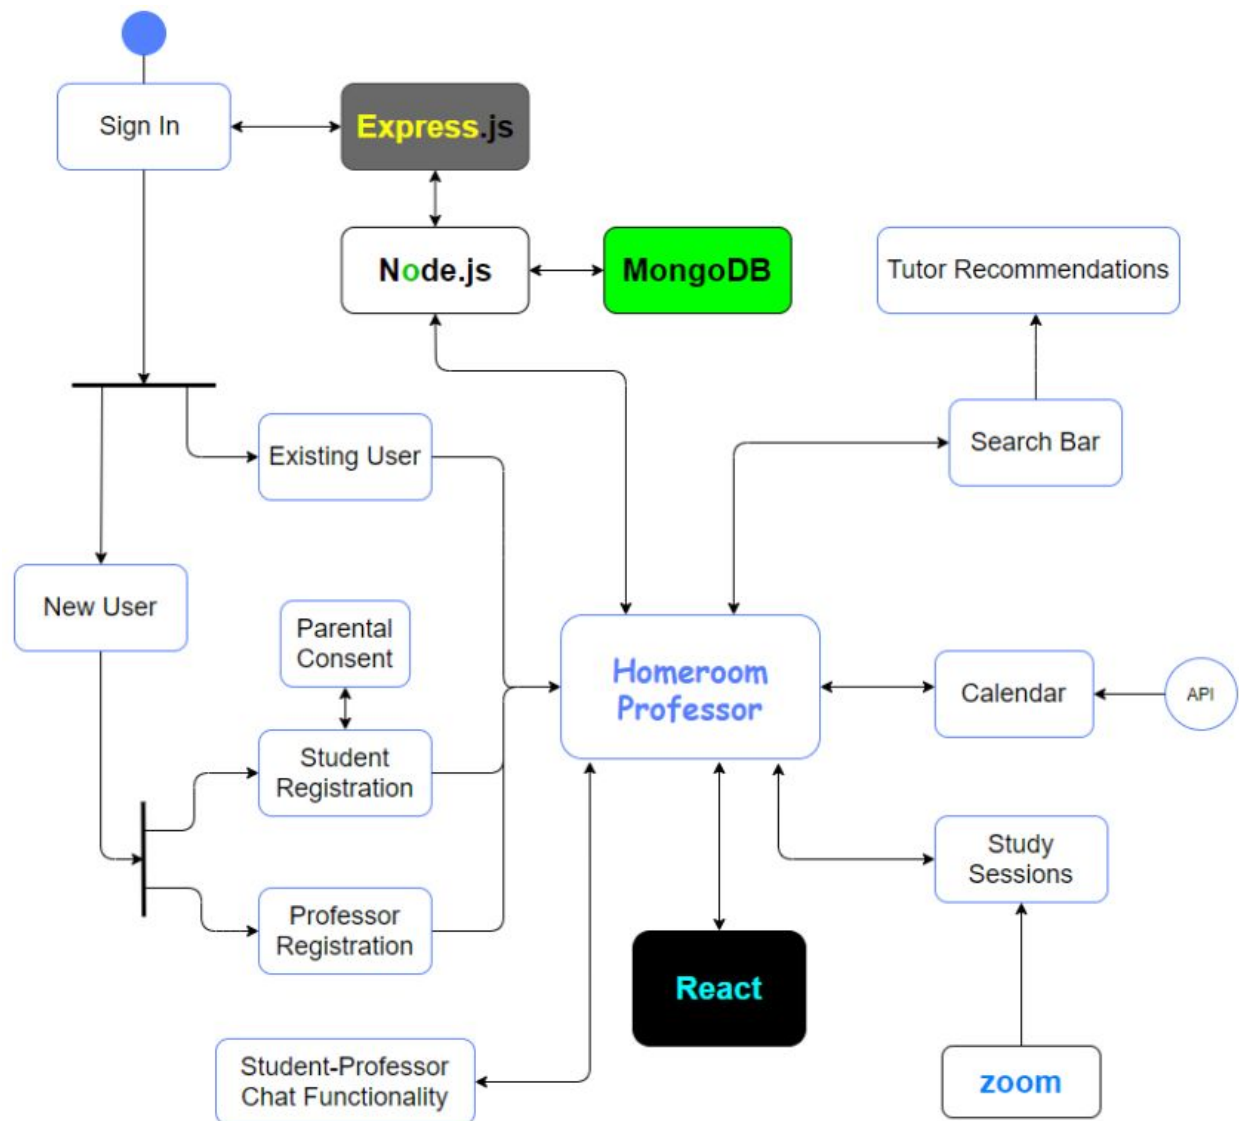 Sign In
Express.js
Node.js
MongoDB
Tutor Recommendations
Search Bar
Existing User
New User
Parental
Consent
Student
Registration
Professor
Registration
Homeroom
Professor
Calendar
API
Study
Sessions
React
zoom
Student-Professor
Chat Functionality